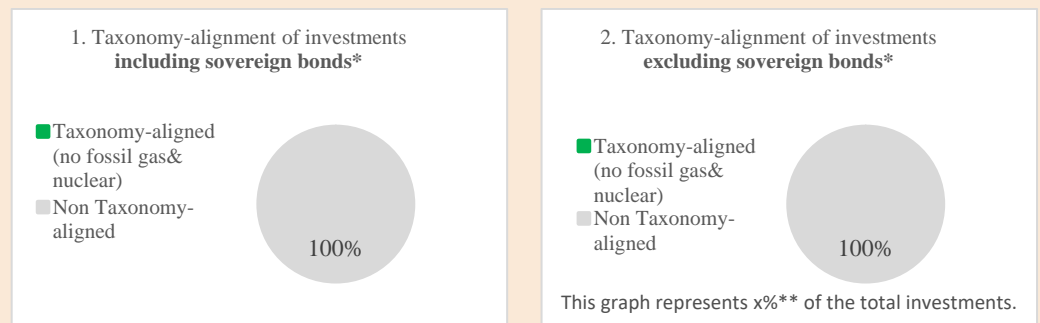 1. Taxonomy-alignment of investments
including sovereign bonds*
Taxonomy-aligned
(no fossil gas&
nuclear)
Non Taxonomy-
aligned
100%
2. Taxonomy-alignment of investments
excluding sovereign bonds*
Taxonomy-aligned
(no fossil gas&
nuclear)
Non Taxonomy-
aligned
100%
This graph represents x%** of the total investments.